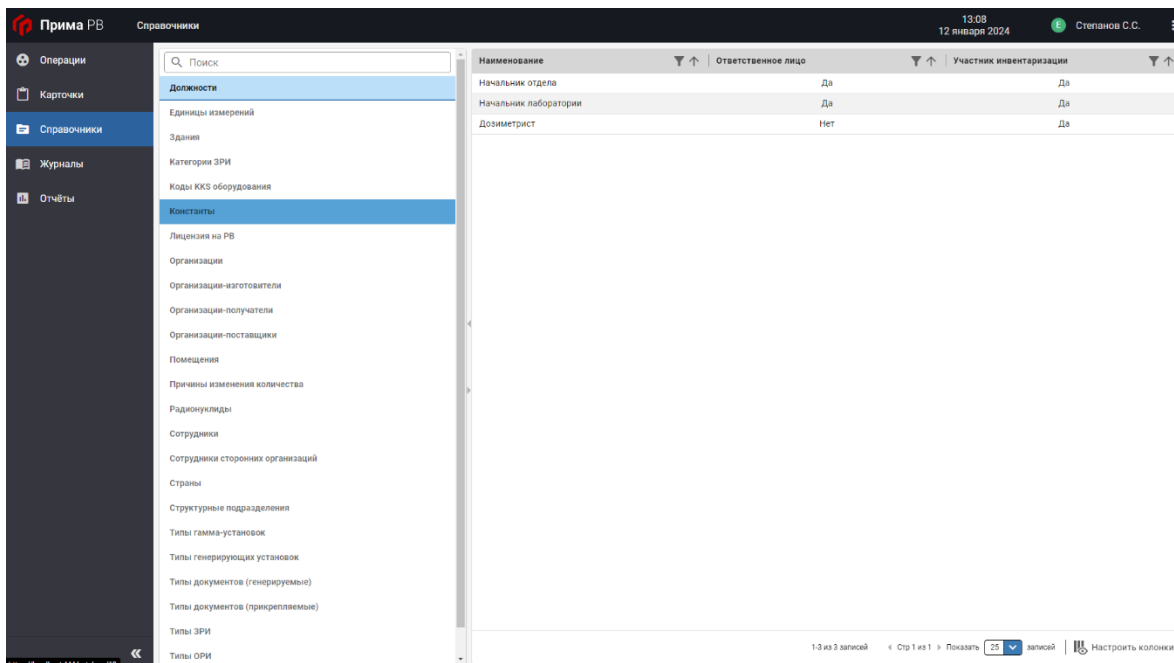 Прима РВ
Справочники
13:08
12 января 2024
Е
Степанов С.С.
Операции
Карточки
Справочники
Журналы
Отчёты
Поиск
Должности
Единицы измерений
Здания
Категории ЗРИ
Коды KKS оборудования
Константы
Лицензия на РВ
Организации
Организации-изготовители
Организации-получатели
Организации-поставщики
Помещения
Причины изменения количества
Радионуклиды
Сотрудники
Сотрудники сторонних организаций
Страны
Структурные подразделения
Типы гамма-установок
Типы генерирующих установок
Типы документов (генерируемые)
Типы документов (прикрепляемые)
Типы ЗРИ
Типы ОРИ
Наименование Ответственное лицо Участник инвентаризации
Начальник отдела Да Да
Начальник лаборатории Да Да
Дозиметрист Нет Да
1-3 из 3 записей Стр 1 из 1 Показать 25 записей Настроить колонки